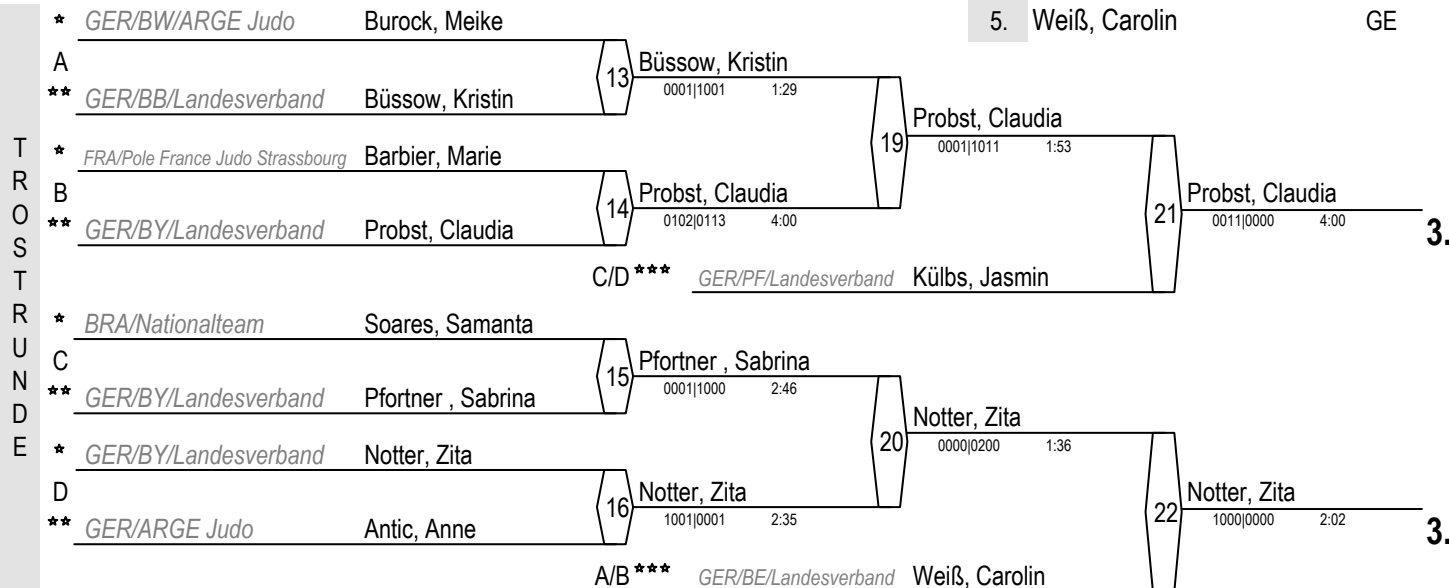 ★ GER/BW/ARGE Judo Burock, Meike
5. Weiß, Carolin GE
A
13 Büssow, Kristin
0001|1001 1:29
★★ GER/BB/Landesverband Büssow, Kristin
TROSTRUNDE
19 Probst, Claudia
0001|1011 1:53
★ FRA/Pole France Judo Strassbourg Barbier, Marie
B
14 Probst, Claudia
0102|0113 4:00
21 Probst, Claudia
0011|0000 4:00
3.
★★ GER/BY/Landesverband Probst, Claudia
C/D ★★★ GER/PF/Landesverband Külbs, Jasmin
★ BRA/Nationalteam Soares, Samanta
C
15 Pfortner , Sabrina
0001|1000 2:46
★★ GER/BY/Landesverband Pfortner , Sabrina
20 Notter, Zita
0000|0200 1:36
★ GER/BY/Landesverband Notter, Zita
D
16 Notter, Zita
1001|0001 2:35
22 Notter, Zita
1000|0000 2:02
3.
★★ GER/ARGE Judo Antic, Anne
A/B ★★★ GER/BE/Landesverband Weiß, Carolin